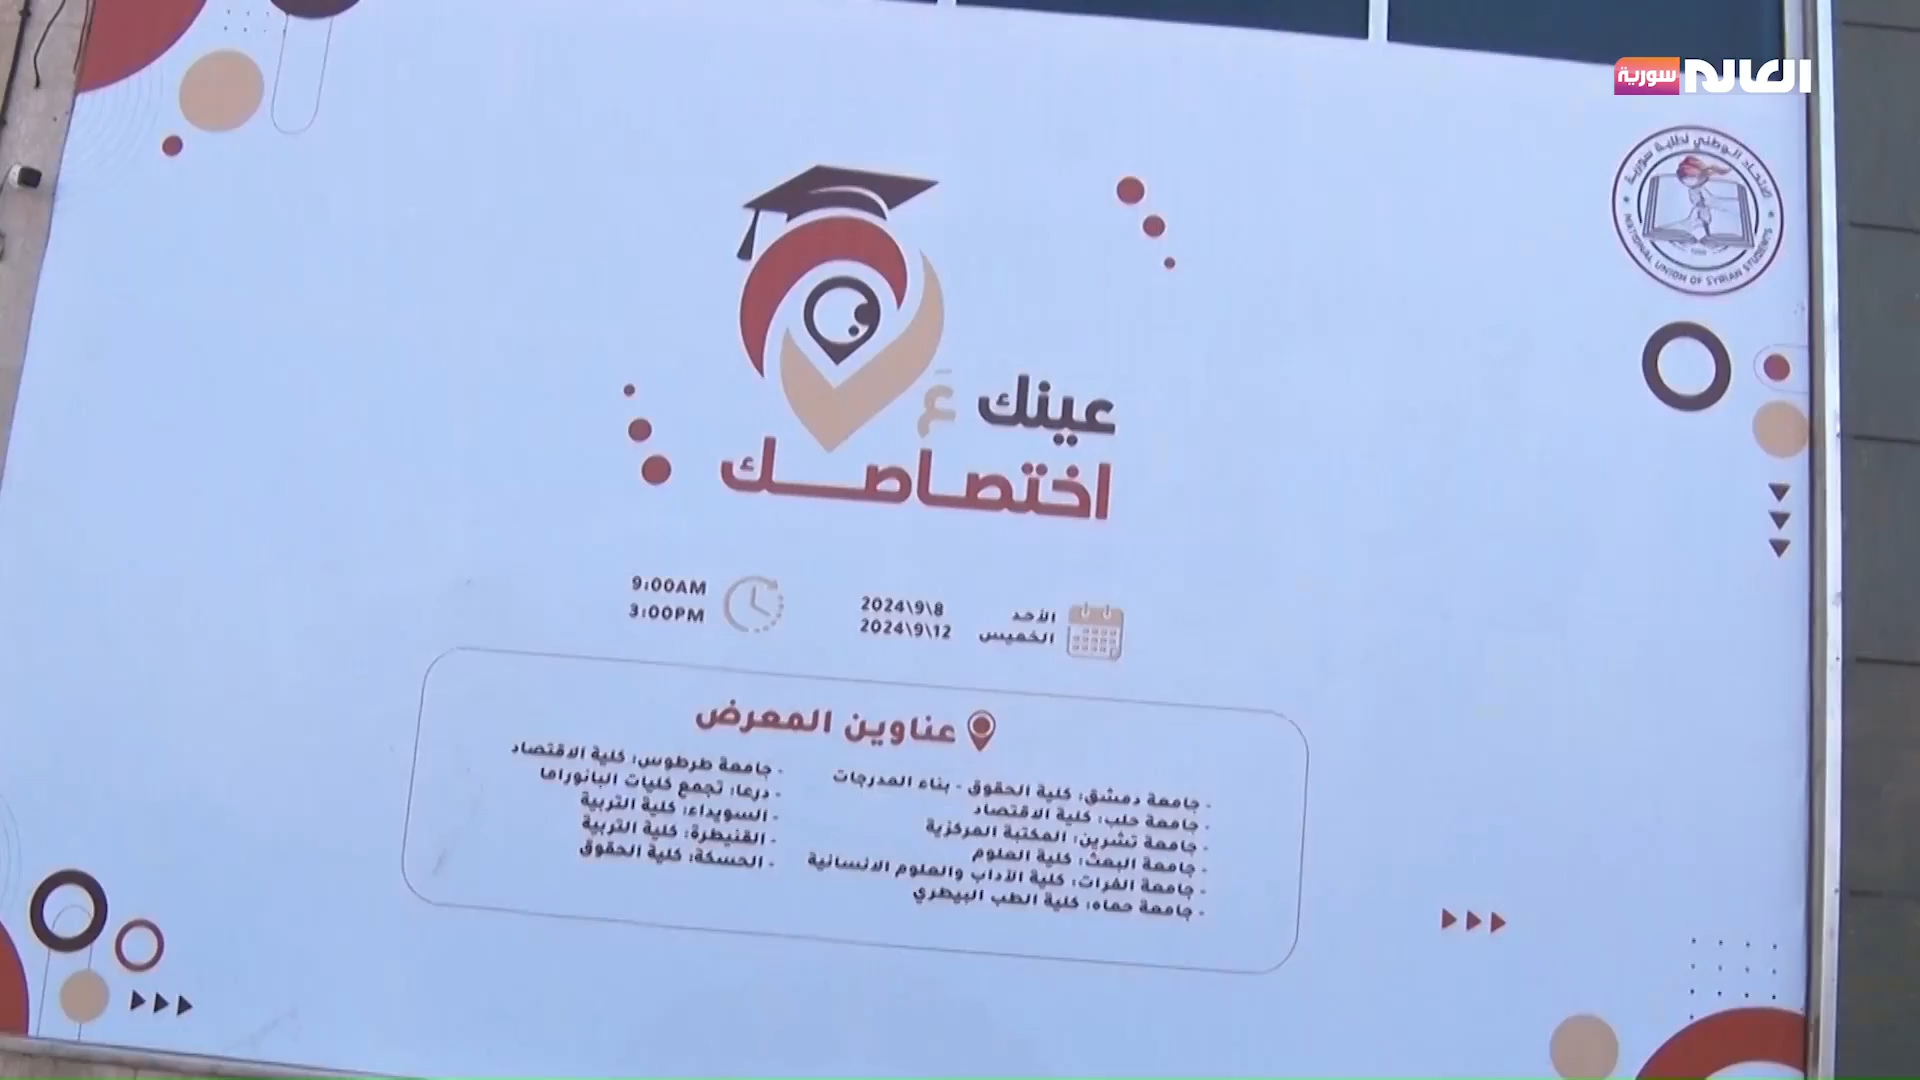 العالم سورية
الاتحاد الوطني لطلبة سورية
NATIONAL UNION OF SYRIAN STUDENTS
عينك عَ
اختصاصك
الأحد 2024\9\8
الخميس 2024\9\12
9:00AM
3:00PM
عناوين المعرض
- جامعة دمشق: كلية الحقوق - بناء المدرجات
- جامعة حلب: كلية الاقتصاد
- جامعة تشرين: المكتبة المركزية
- جامعة البعث: كلية العلوم
- جامعة الفرات: كلية الآداب والعلوم الانسانية
- جامعة حماه: كلية الطب البيطري
- جامعة طرطوس: كلية الاقتصاد
- درعا: تجمع كليات البانوراما
- السويداء: كلية التربية
- القنيطرة: كلية التربية
- الحسكة: كلية الحقوق